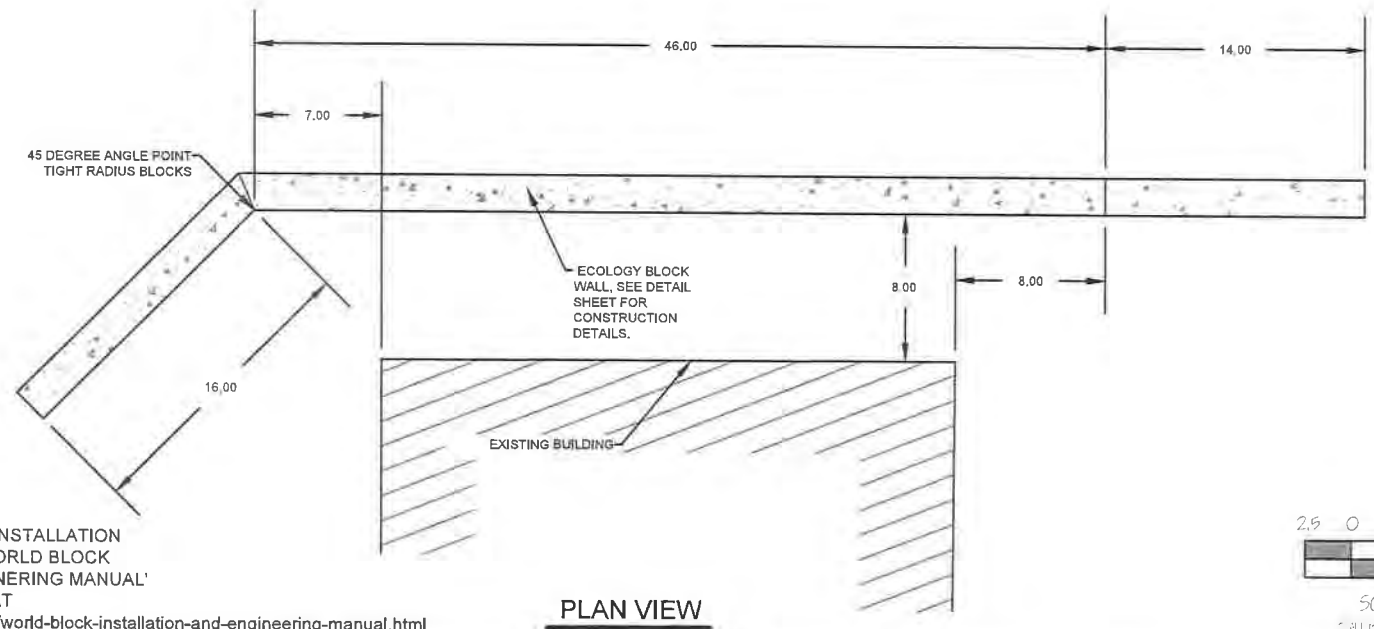 46.00
14.00
7.00
45 DEGREE ANGLE POINT
TIGHT RADIUS BLOCKS
ECOLOGY BLOCK
WALL, SEE DETAIL
SHEET FOR
CONSTRUCTION
DETAILS.
8.00
8.00
16.00
EXISTING BUILDING
NSTALLATION
ORLD BLOCK
NERING MANUAL'
/world-block-installation-and-engineering-manual.html
PLAN VIEW
2.5 0